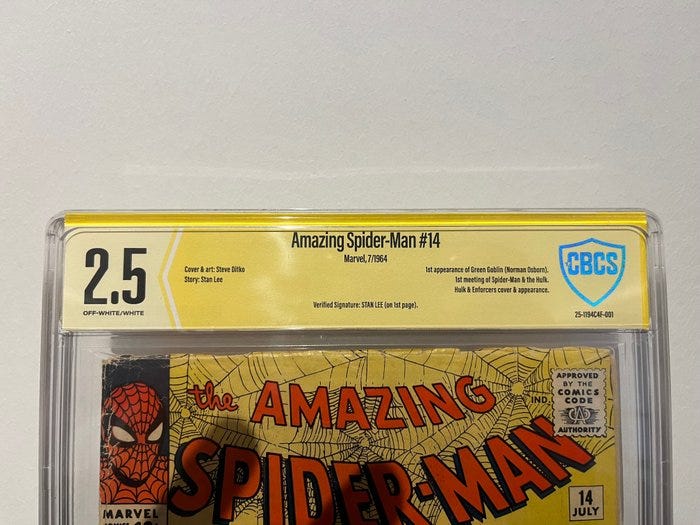 Amazing Spider-Man #14
Marvel, 7/1964
2.5
OFF-WHITE/WHITE
Cover & art: Steve Ditko
Story: Stan Lee
1st appearance of Green Goblin (Norman Osborn).
1st meeting of Spider-Man & the Hulk.
Hulk & Enforcers cover & appearance.
Verified Signature: STAN LEE (on 1st page).
CBCS
25-1194C4F-001
the AMAZING
SPIDER-MAN
IND.
APPROVED
BY THE
COMICS
CODE
AUTHORITY
MARVEL
14
JULY